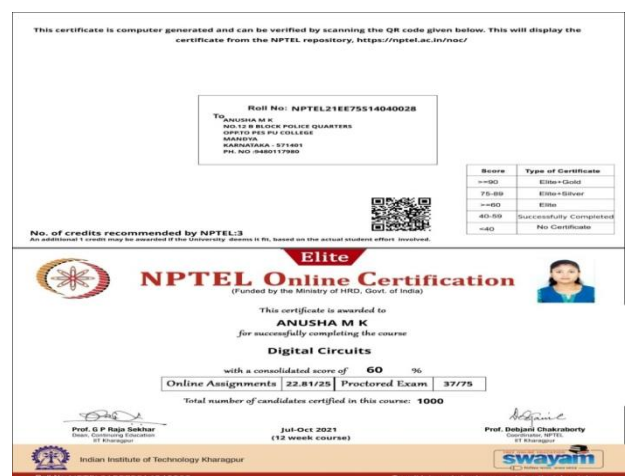 This certificate is computer generated and can be verified by scanning the QR code given below. This will display the
certificate from the NPTEL repository, https://nptel.ac.in/noc/
Roll No: NPTEL21EE75S14040028
To
ANUSHA M K
NO:12 B BLOCK POLICE QUARTERS
OPP.TO PES PU COLLEGE
MANDYA
KARNATAKA - 571401
PH. NO :9480117980
Score Type of Certificate
>=90 Elite+Gold
75-89 Elite+Silver
>=60 Elite
40-59 Successfully Completed
<40 No Certificate
No. of credits recommended by NPTEL:3
An additional 1 credit may be awarded if the University deems it fit, based on the actual student effort involved.
Elite
NPTEL Online Certification
(Funded by the Ministry of HRD, Govt. of India)
This certificate is awarded to
ANUSHA M K
for successfully completing the course
Digital Circuits
with a consolidated score of 60 %
Online Assignments 22.81/25 Proctored Exam 37/75
Total number of candidates certified in this course: 1000
Prof. G P Raja Sekhar
Dean, Continuing Education
IIT Kharagpur
Jul-Oct 2021
(12 week course)
Prof. Debjani Chakraborty
Coordinator, NPTEL
IIT Kharagpur
Indian Institute of Technology Kharagpur
swayam